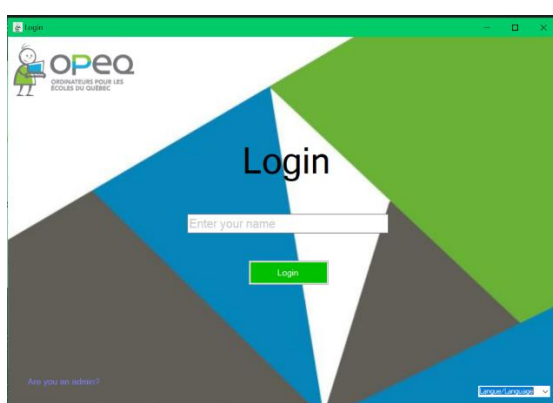 Login
OPEQ
ORDINATEURS POUR LES
ÉCOLES DU QUÉBEC
Login
Enter your name
Login
Are you an admin?
Langue/Language